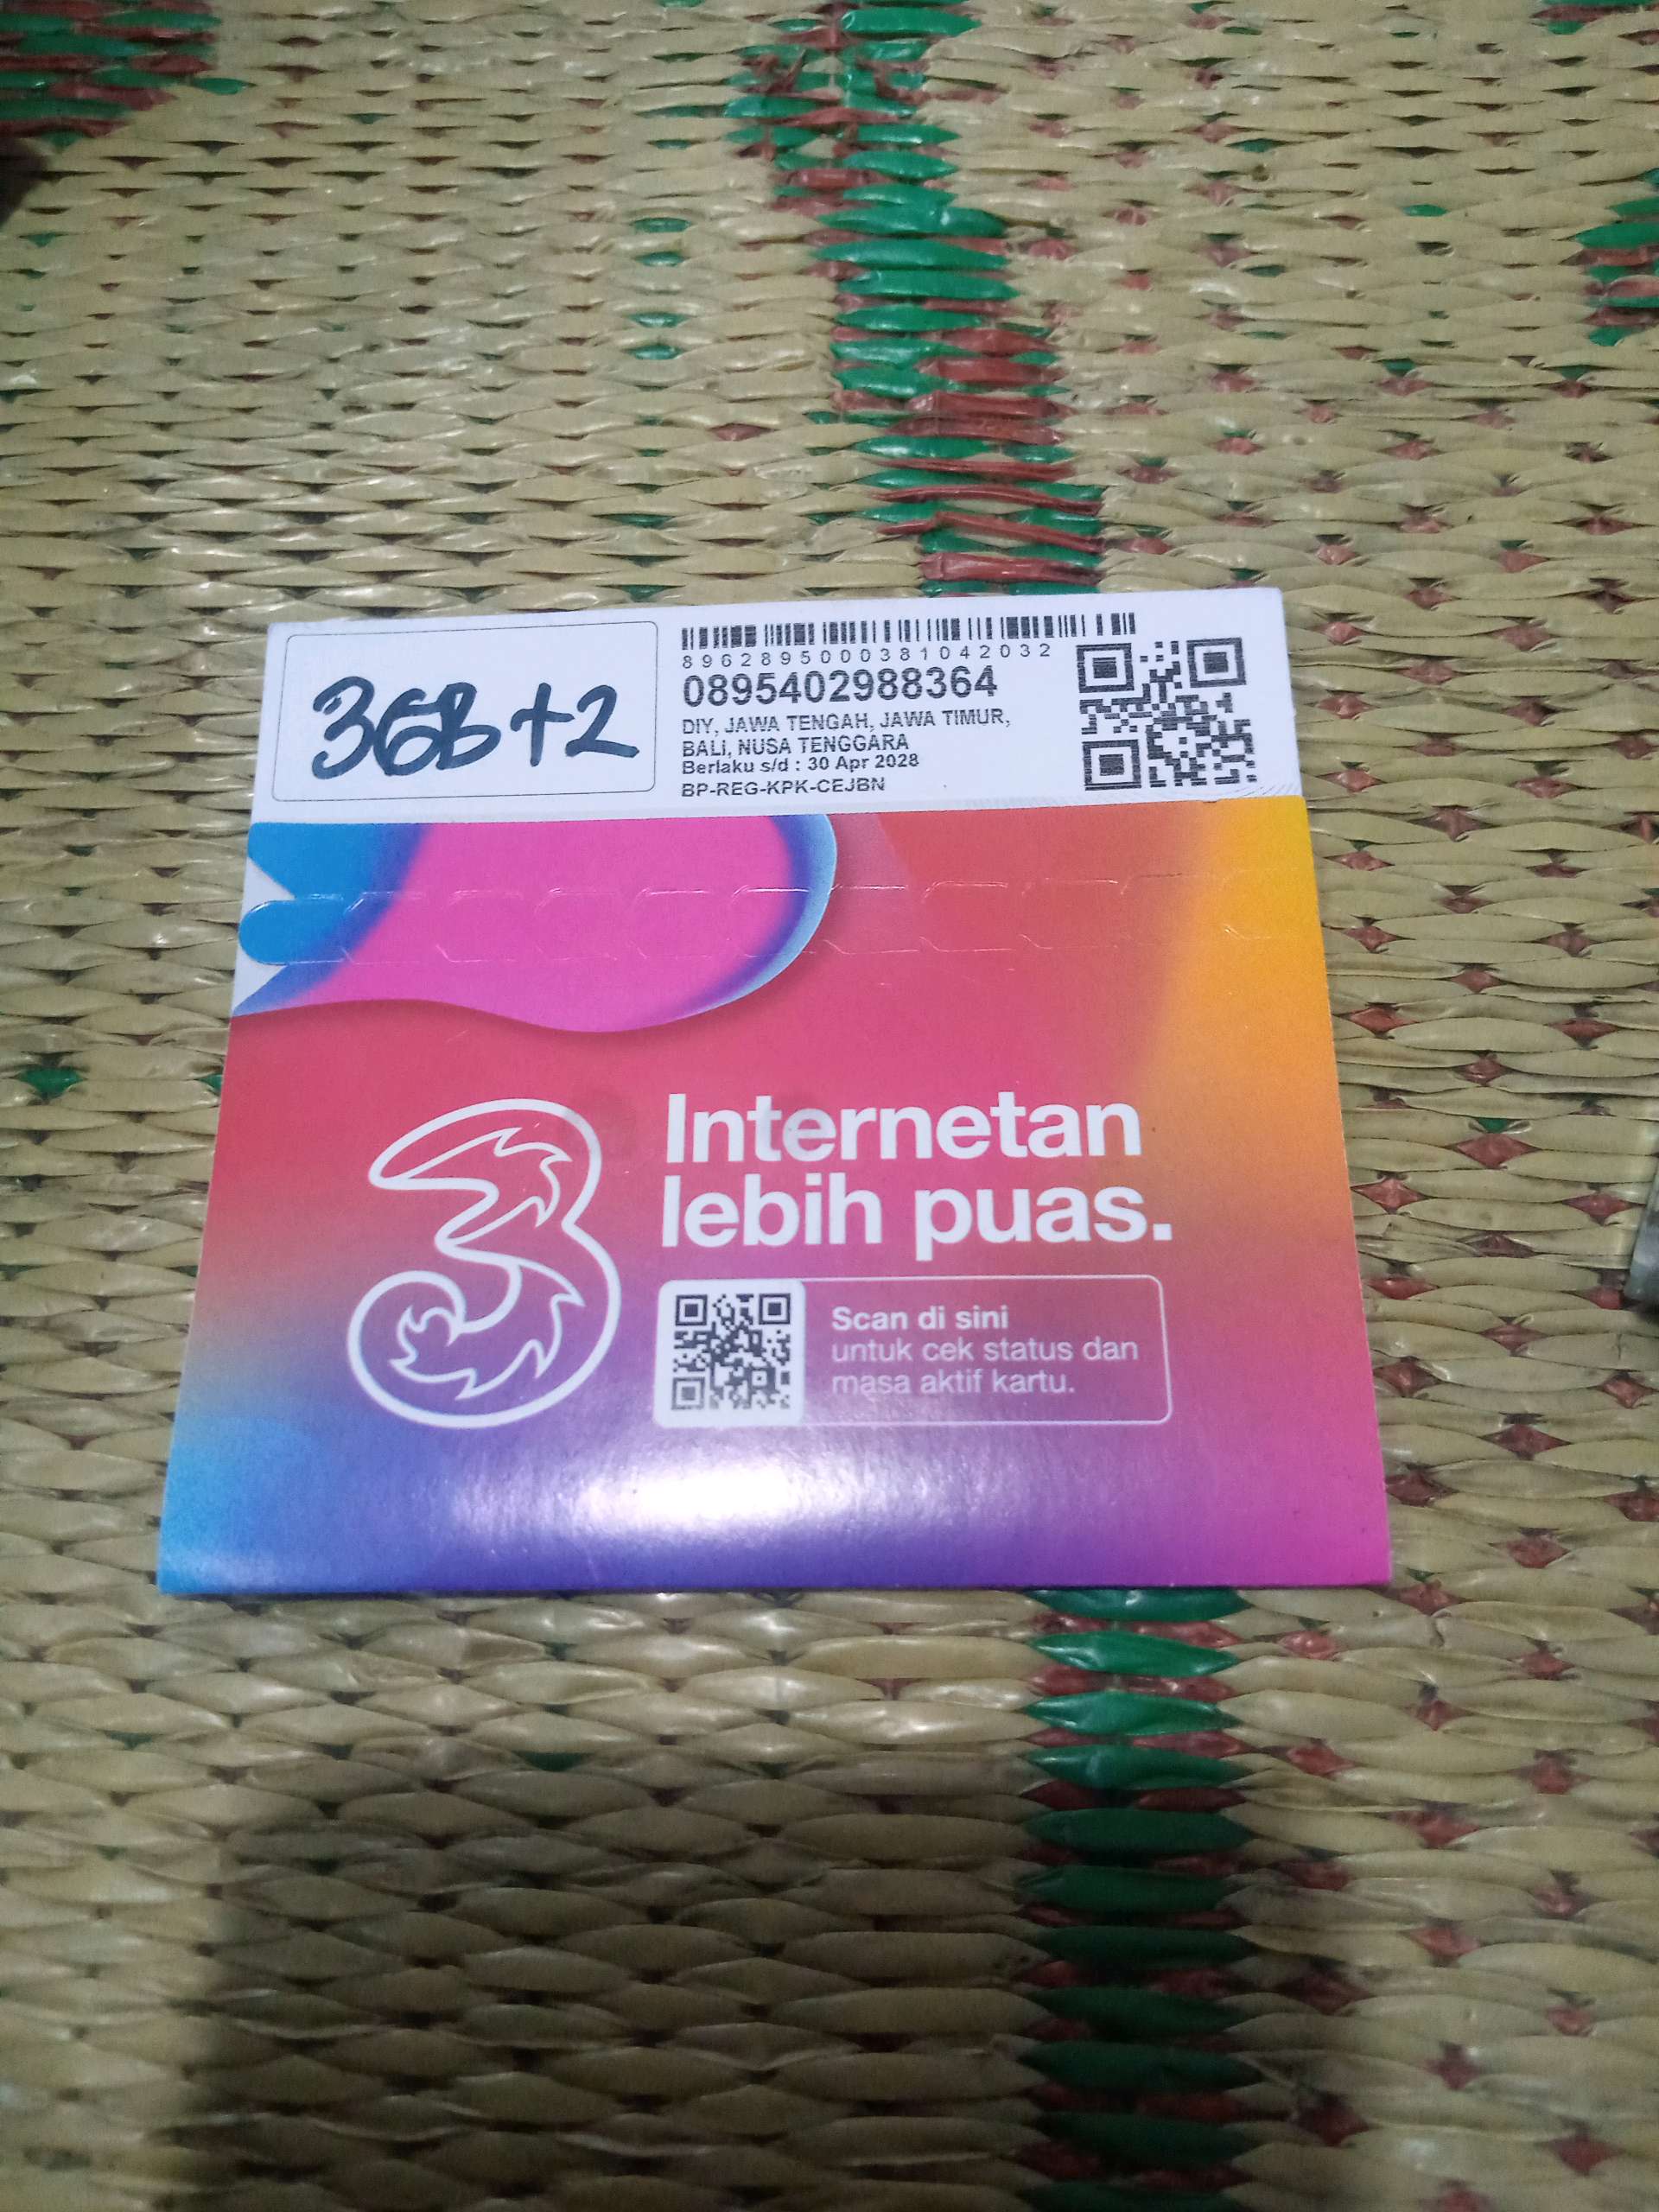 3GB+2
8962895000381042032
0895402988364
DIY, JAWA TENGAH, JAWA TIMUR,
BALI, NUSA TENGGARA
Berlaku s/d : 30 Apr 2028
BP-REG-KPK-CEJBN
3
Internetan
lebih puas.
Scan di sini
untuk cek status dan
masa aktif kartu.